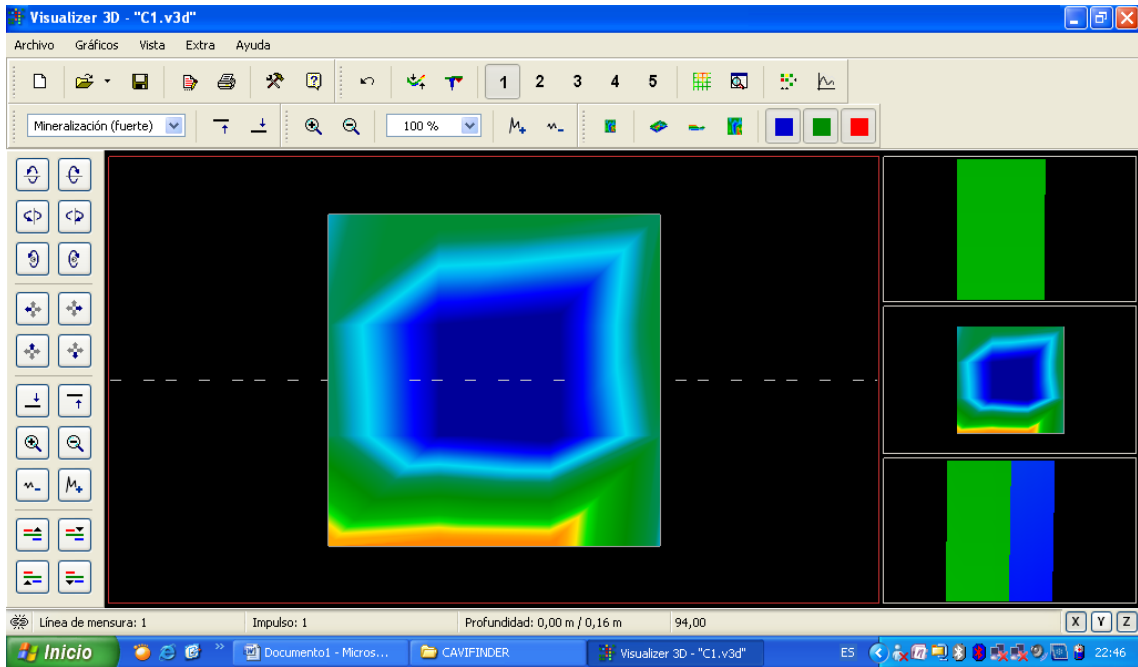 Visualizer 3D - "C1.v3d"
Archivo Gráficos Vista Extra Ayuda
1 2 3 4 5
Mineralización (fuerte) 100 %
Línea de mensura: 1 Impulso: 1 Profundidad: 0,00 m / 0,16 m 94,00 X Y Z
Inicio Documento1 - Micros... CAVIFINDER Visualizer 3D - "C1.v3d" ES 22:46